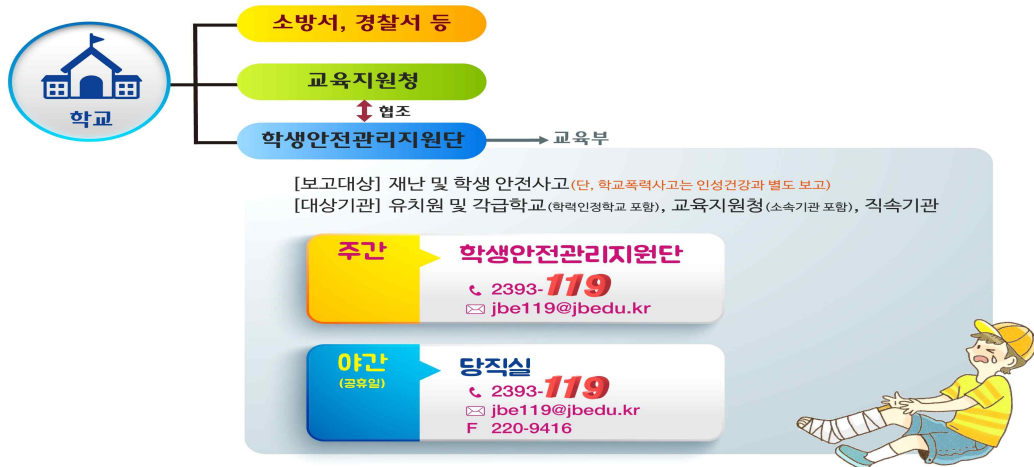 학교
소방서, 경찰서 등
교육지원청
협조
학생안전관리지원단
교육부
[보고대상] 재난 및 학생 안전사고(단, 학교폭력사고는 인성건강과 별도 보고)
[대상기관] 유치원 및 각급학교(학력인정학교 포함), 교육지원청(소속기관 포함), 직속기관
주간
학생안전관리지원단
2393-119
jbe119@jbedu.kr
야간
(공휴일)
당직실
2393-119
jbe119@jbedu.kr
F 220-9416